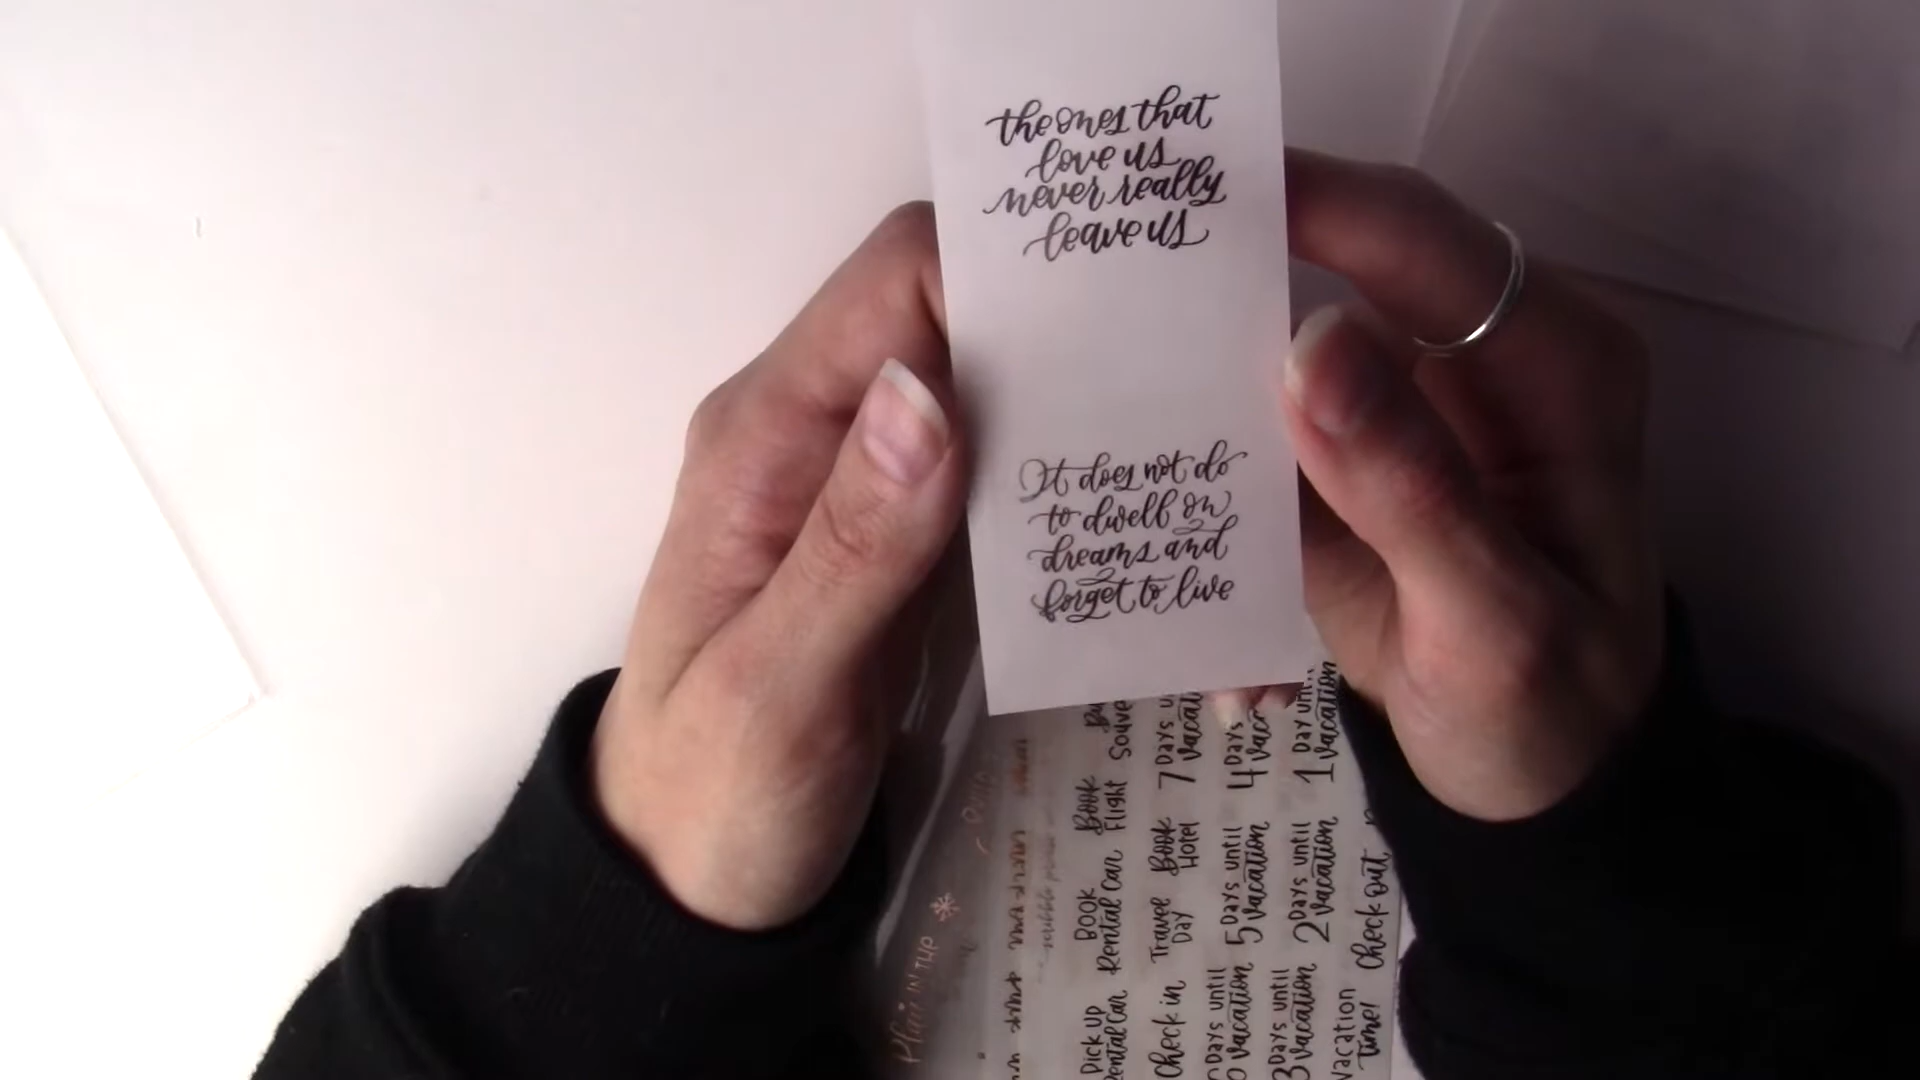 the ones that
love us
never really
leave us
It does not do
to dwell on
dreams and
forget to live
Book
Flight
7 Days
4 Days
1 Day until
Vacation
Book
Rental Car
Travel
Day
Book
Hotel
5 Days until
Vacation
2 Days until
Vacation
Check out
Pick up
Rental Car
Check in
Days until
Vacation
3 Days until
Vacation
Vacation
Time!